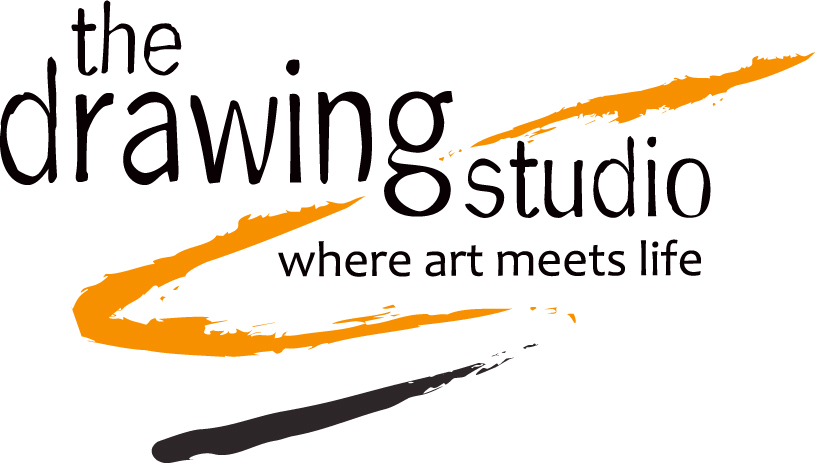 the
drawing
studio
where art meets life